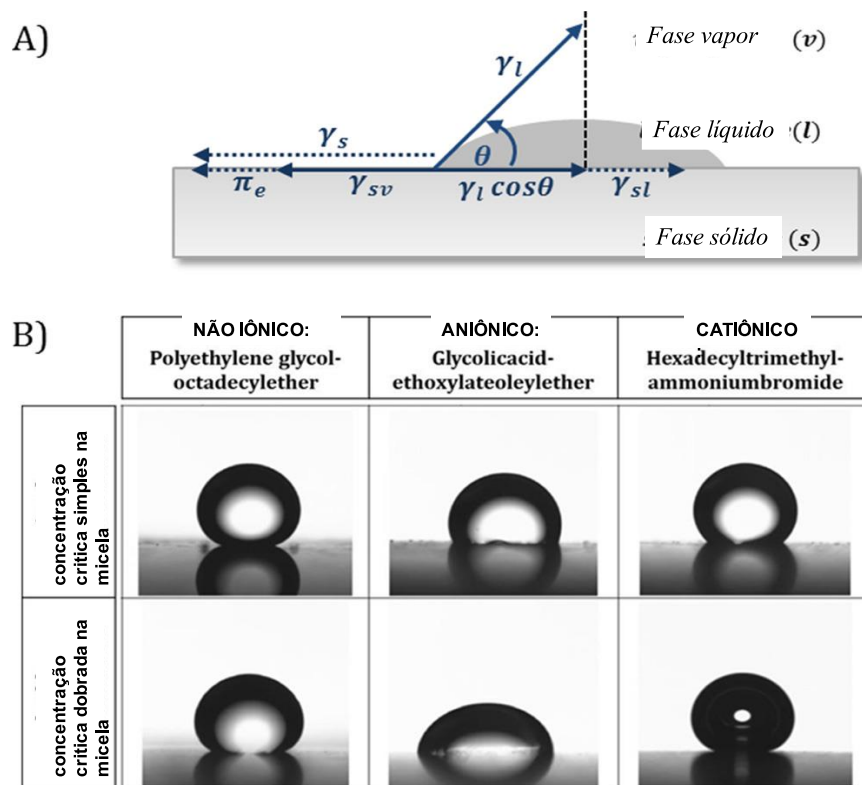 A)
Fase vapor (v)
γl
Fase líquido (l)
γs
θ
πe
γsv
γl cosθ
γsl
Fase sólido (s)
B)
NÃO IÔNICO:
Polyethylene glycol-
octadecylether
ANIÔNICO:
Glycolicacid-
ethoxylateoleylether
CATIÔNICO
:
Hexadecyltrimethyl-
ammoniumbromide
concentração
crítica simples na
micela
concentração
crítica dobrada na
micela